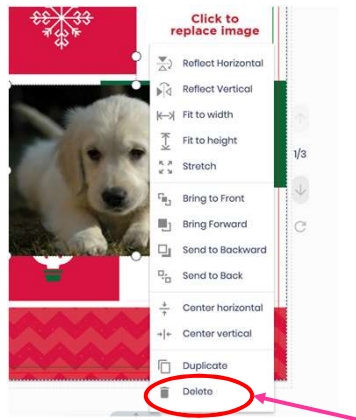 Click to
replace image
Reflect Horizontal
Reflect Vertical
Fit to width
Fit to height
Stretch
1/3
Bring to Front
Bring Forward
Send to Backward
Send to Back
Center horizontal
Center vertical
Duplicate
Delete